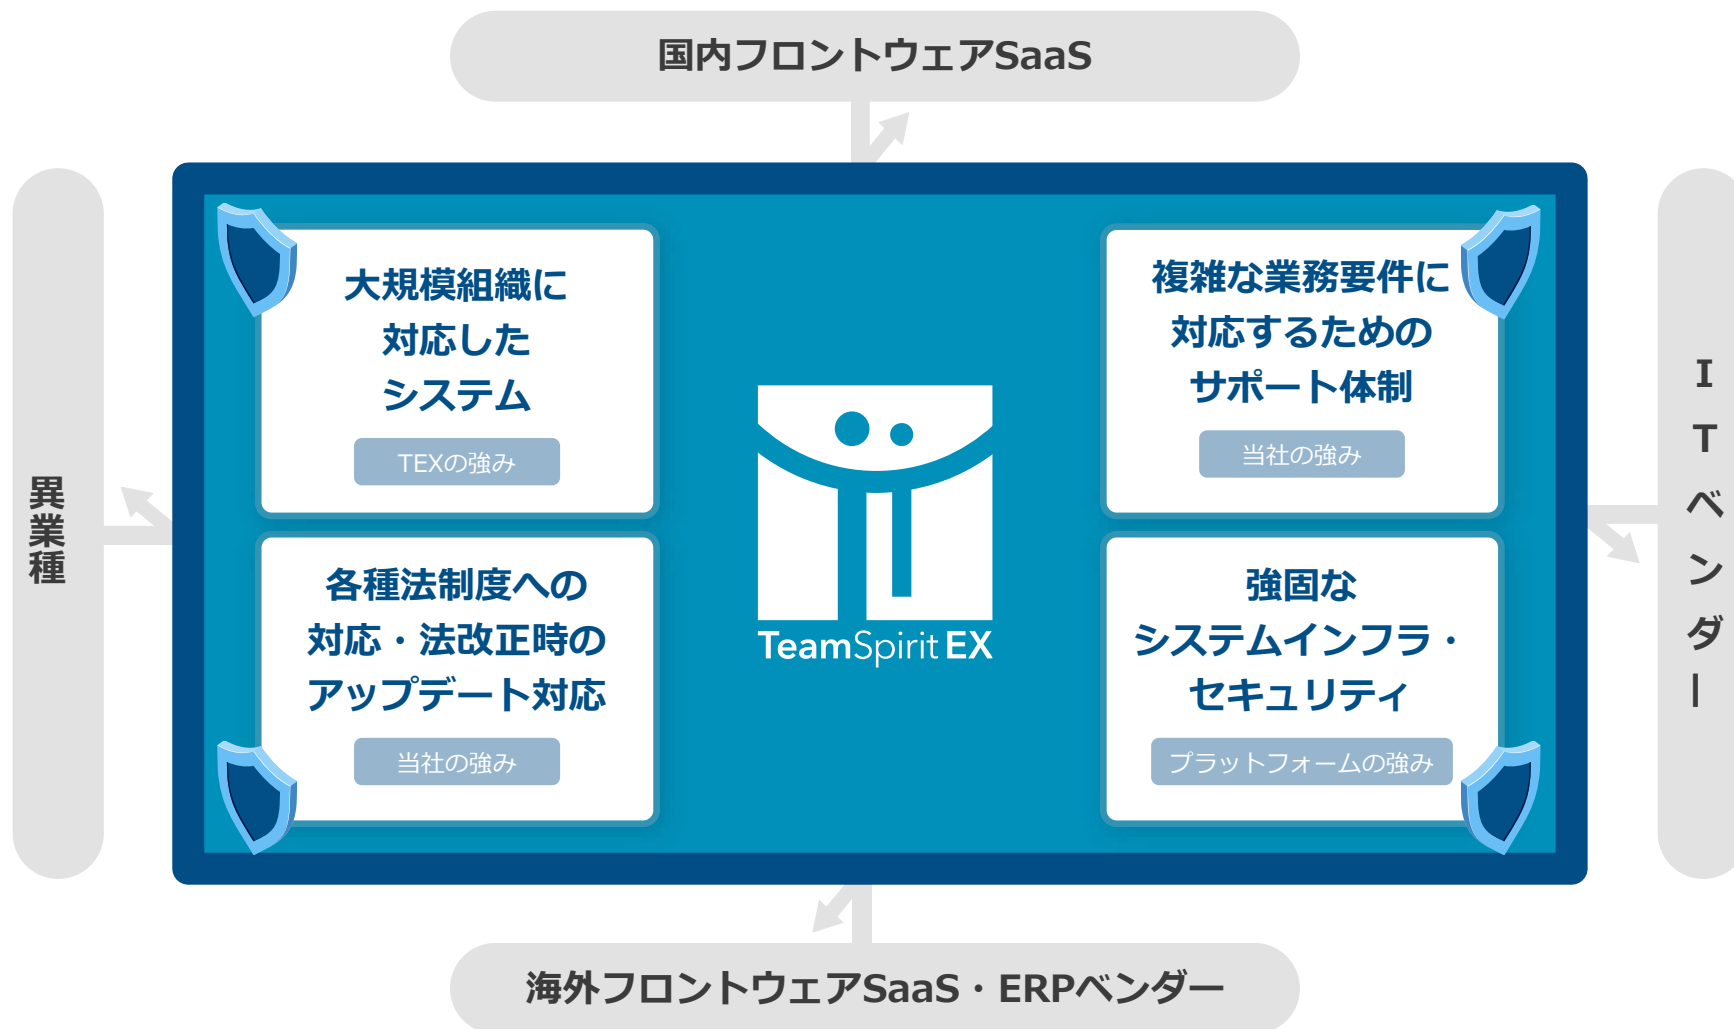 国内フロントウェアSaaS
大規模組織に
対応した
システム
TEXの強み
複雑な業務要件に
対応するための
サポート体制
当社の強み
異業種
ITベンダー
各種法制度への
対応・法改正時の
アップデート対応
当社の強み
TeamSpirit EX
強固な
システムインフラ・
セキュリティ
プラットフォームの強み
海外フロントウェアSaaS・ERPベンダー